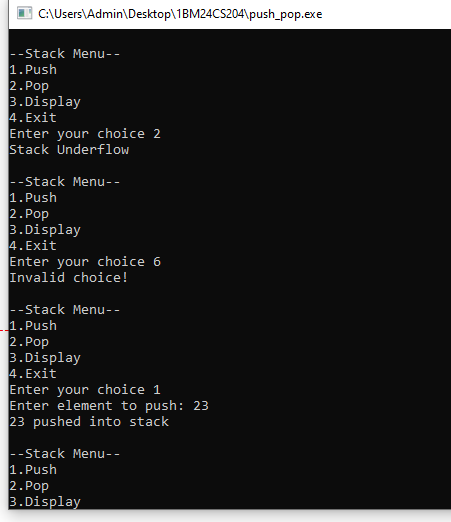 C:\Users\Admin\Desktop\1BM24CS204\push_pop.exe
--Stack Menu--
1.Push
2.Pop
3.Display
4.Exit
Enter your choice 2
Stack Underflow
--Stack Menu--
1.Push
2.Pop
3.Display
4.Exit
Enter your choice 6
Invalid choice!
--Stack Menu--
1.Push
2.Pop
3.Display
4.Exit
Enter your choice 1
Enter element to push: 23
23 pushed into stack
--Stack Menu--
1.Push
2.Pop
3.Display